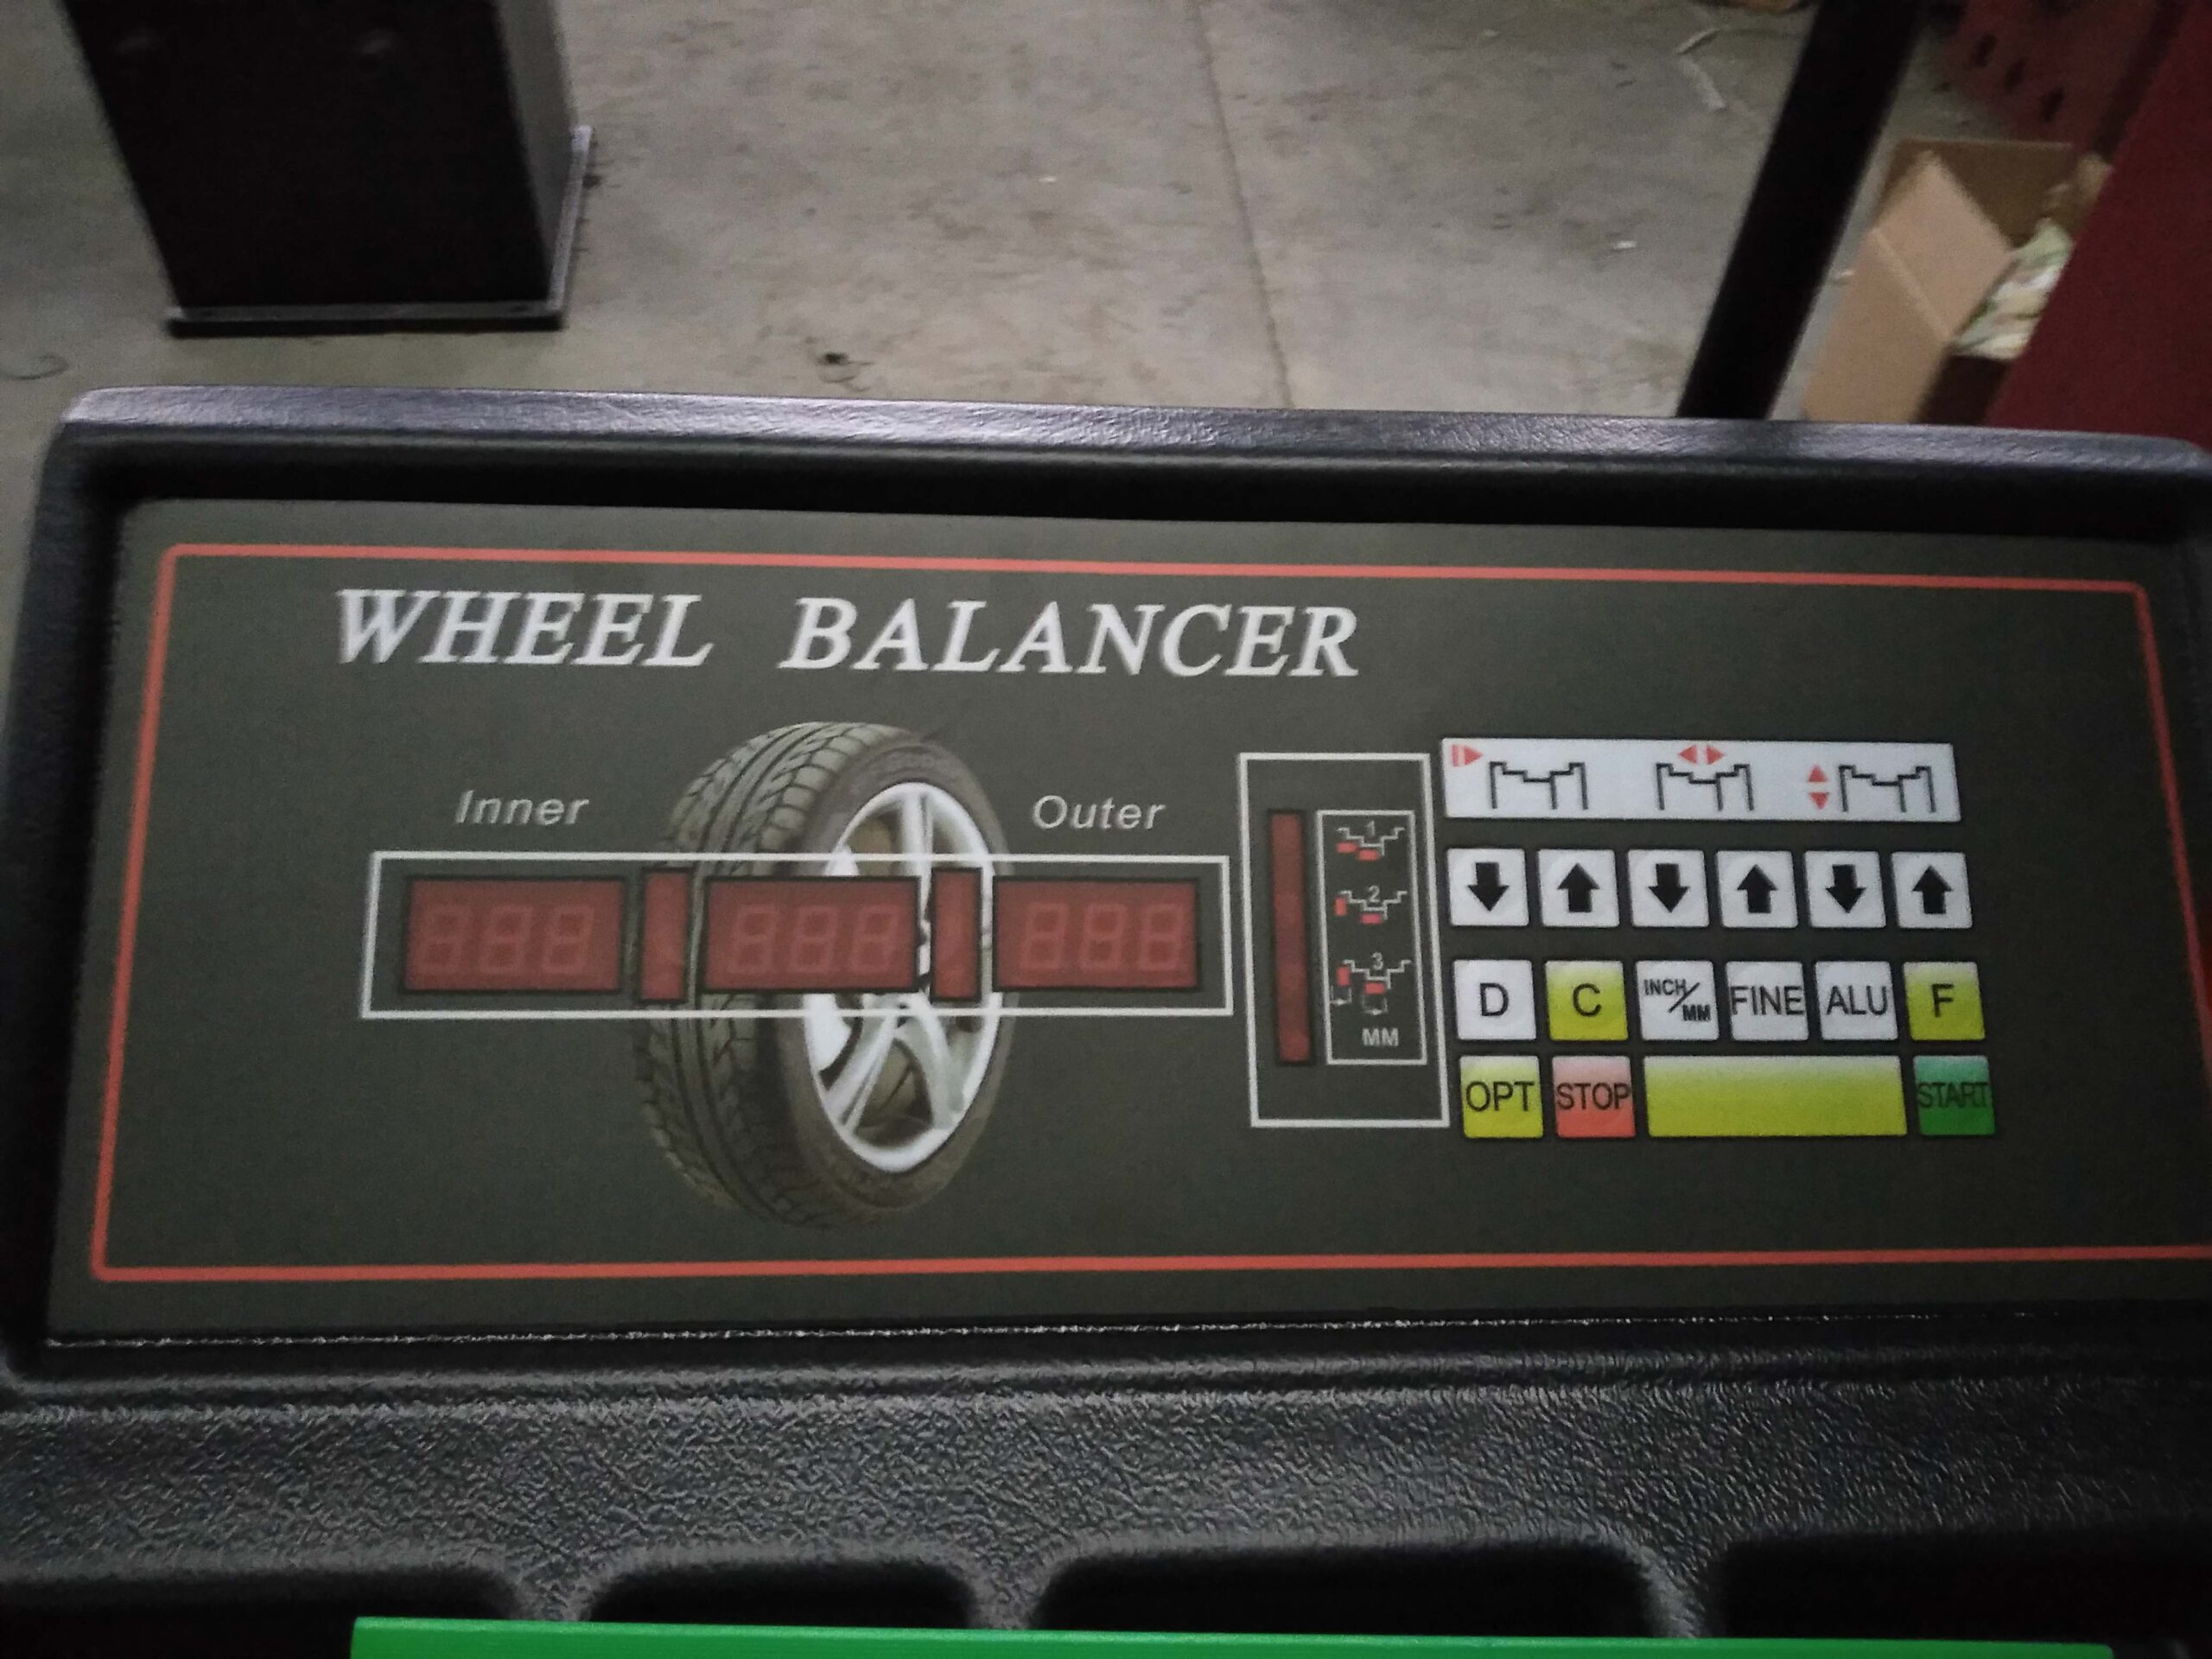 WHEEL BALANCER
Inner
Outer
1
2
3
MM
D C INCH/MM FINE ALU F
OPT STOP START